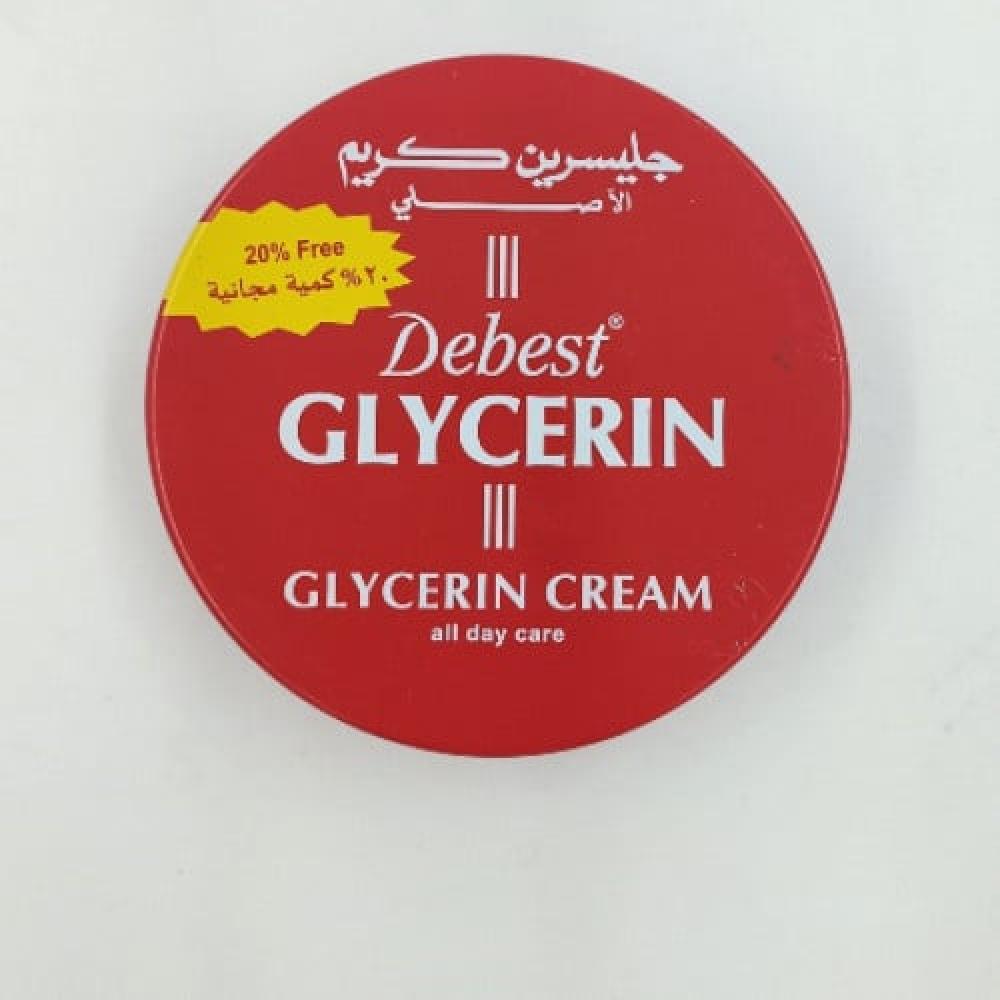 جليسرين كريم
الأصلي
20% Free
٢٠% كمية مجانية
Debest®
GLYCERIN
GLYCERIN CREAM
all day care